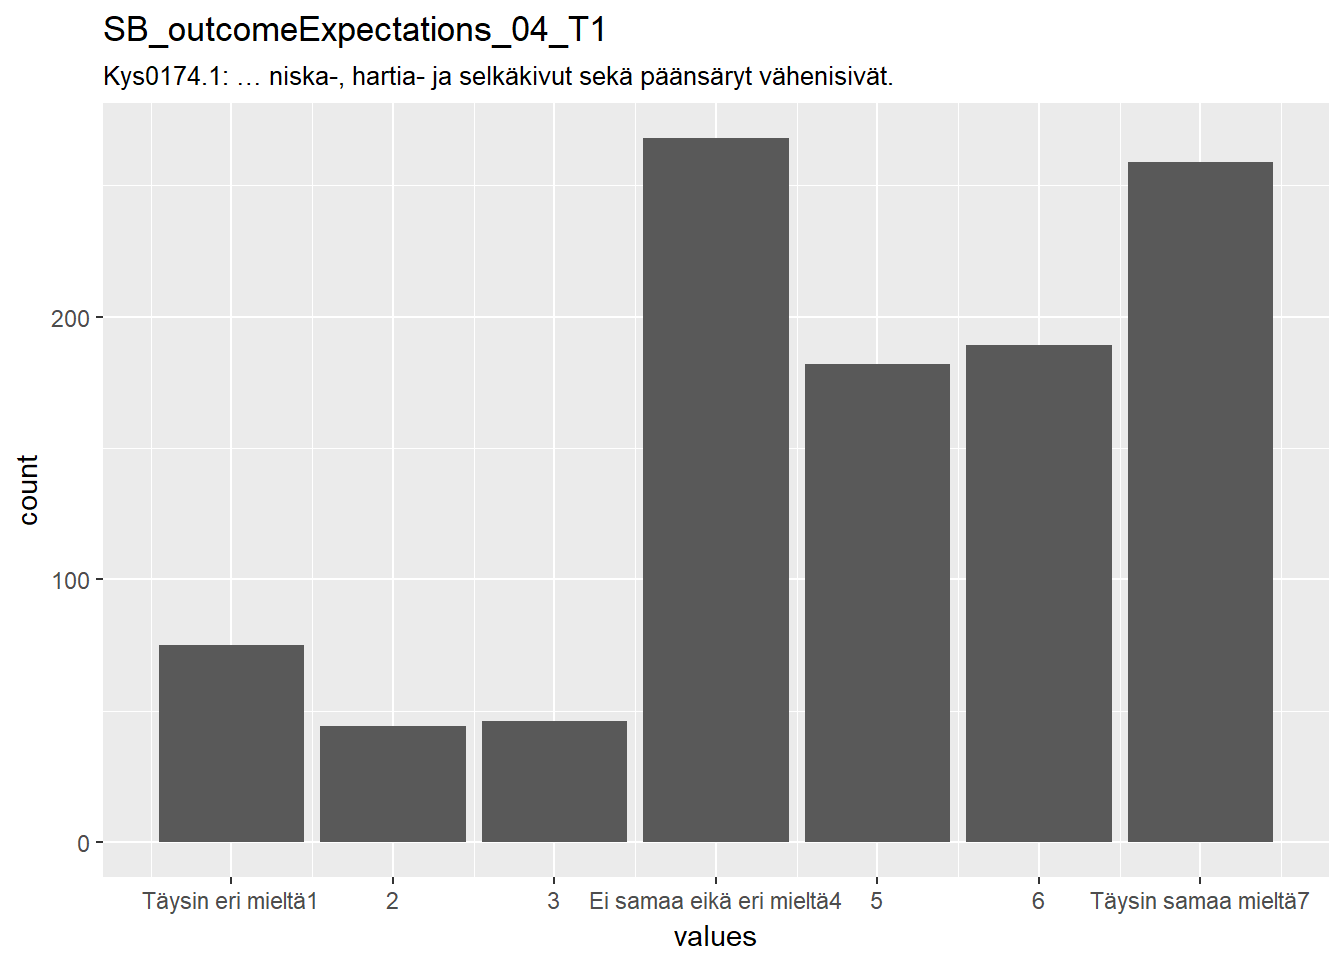 SB_outcomeExpectations_04_T1
Kys0174.1: … niska-, hartia- ja selkäkivut sekä päänsäryt vähenisivät.
count
200
100
0
Täysin eri mieltä1 2 3 Ei samaa eikä eri mieltä4 5 6 Täysin samaa mieltä7
values